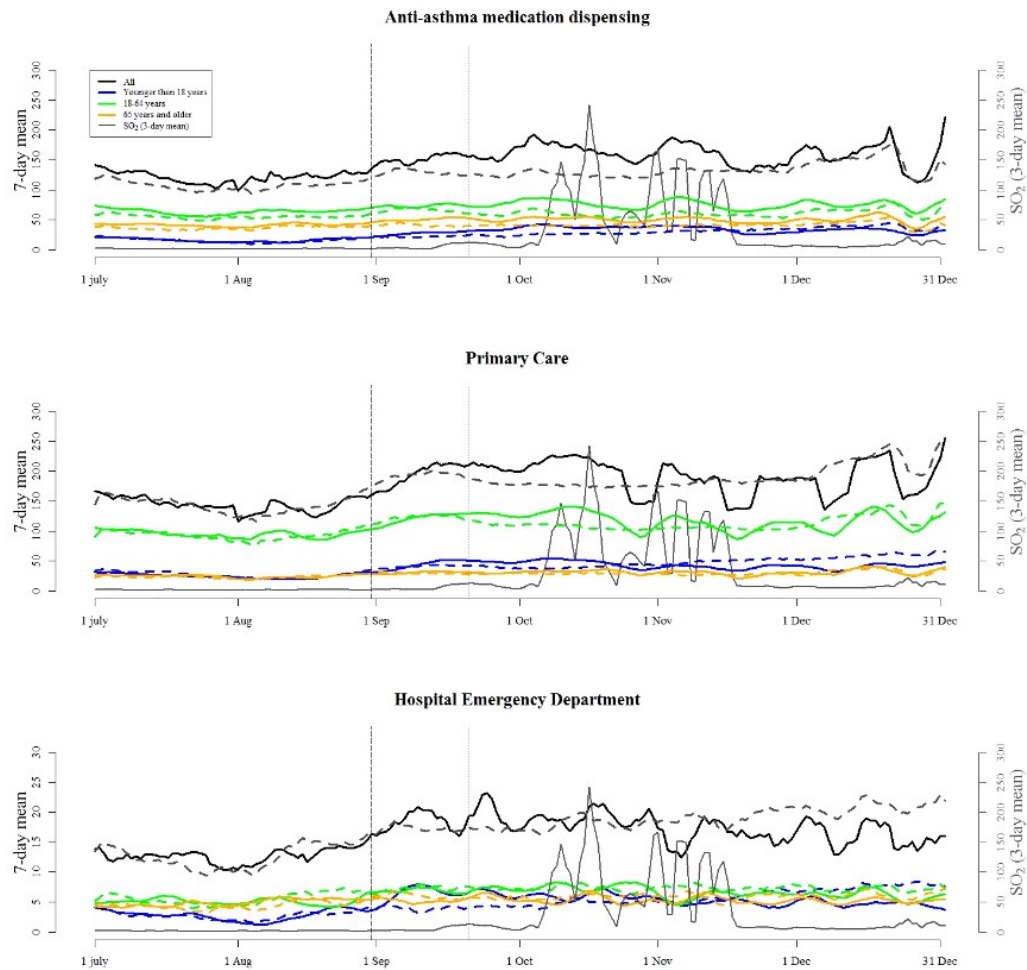 Anti-asthma medication dispensing
7-day mean
0 50 100 150 200 250 300
All
Younger than 18 years
18-64 years
65 years and older
SO2 (3-day mean)
0 50 100 150 200 250 300
SO2 (3-day mean)
1 july 1 Aug 1 Sep 1 Oct 1 Nov 1 Dec 31 Dec
Primary Care
7-day mean
0 50 100 150 200 250 300
0 50 100 150 200 250 300
SO2 (3-day mean)
1 july 1 Aug 1 Sep 1 Oct 1 Nov 1 Dec 31 Dec
Hospital Emergency Department
7-day mean
0 5 10 15 20 25 30
0 50 100 150 200 250 300
SO2 (3-day mean)
1 july 1 Aug 1 Sep 1 Oct 1 Nov 1 Dec 31 Dec